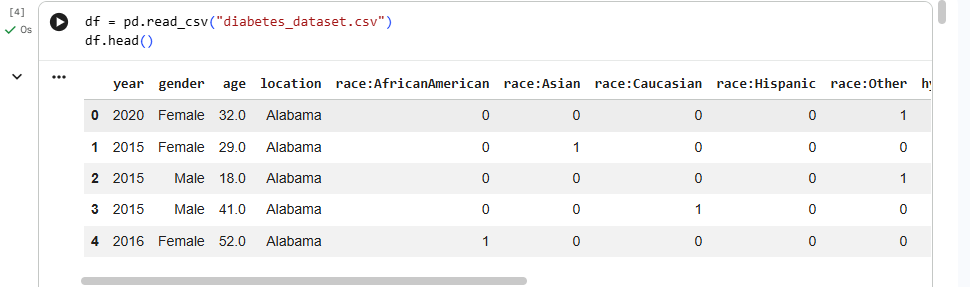 [4]
0s
df = pd.read_csv("diabetes_dataset.csv")
df.head()
year gender age location race:AfricanAmerican race:Asian race:Caucasian race:Hispanic race:Other hy
0 2020 Female 32.0 Alabama 0 0 0 0 1
1 2015 Female 29.0 Alabama 0 1 0 0 0
2 2015 Male 18.0 Alabama 0 0 0 0 1
3 2015 Male 41.0 Alabama 0 0 1 0 0
4 2016 Female 52.0 Alabama 1 0 0 0 0